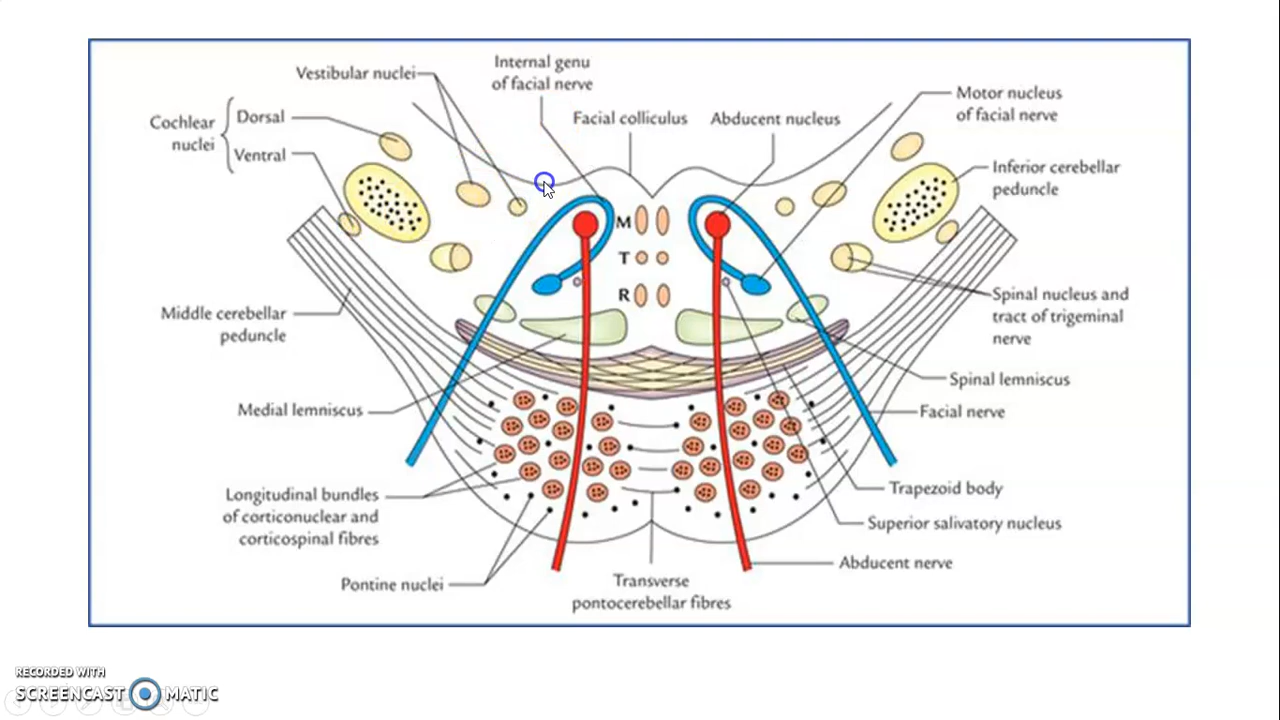 Internal genu
of facial nerve
Vestibular nuclei
Motor nucleus
of facial nerve
Cochlear
nuclei
Dorsal
Ventral
Facial colliculus
Abducent nucleus
Inferior cerebellar
peduncle
M
T
R
Middle cerebellar
peduncle
Spinal nucleus and
tract of trigeminal
nerve
Spinal lemniscus
Medial lemniscus
Facial nerve
Longitudinal bundles
of corticonuclear and
corticospinal fibres
Trapezoid body
Superior salivatory nucleus
Pontine nuclei
Transverse
pontocerebellar fibres
Abducent nerve
RECORDED WITH
SCREENCAST MATIC